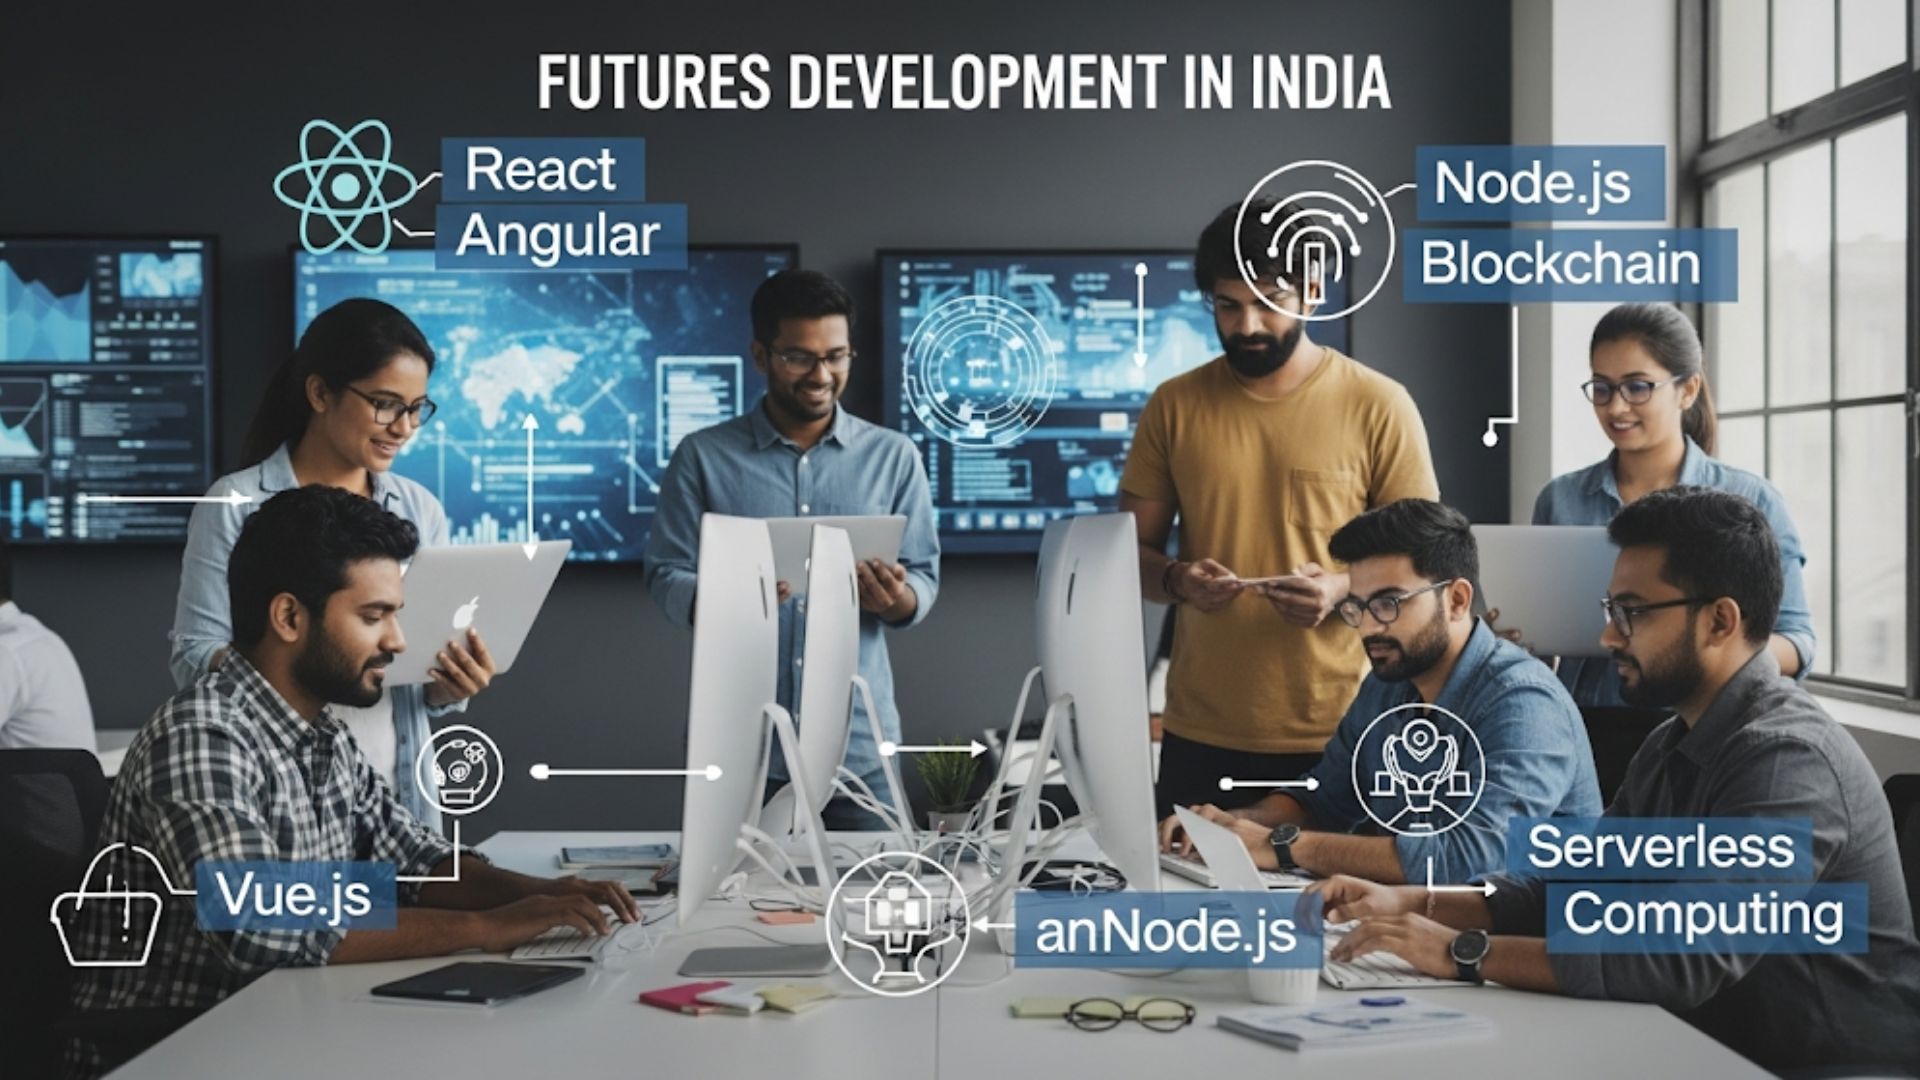 FUTURES DEVELOPMENT IN INDIA
React
Angular
Node.js
Blockchain
Vue.js
anNode.js
Serverless
Computing